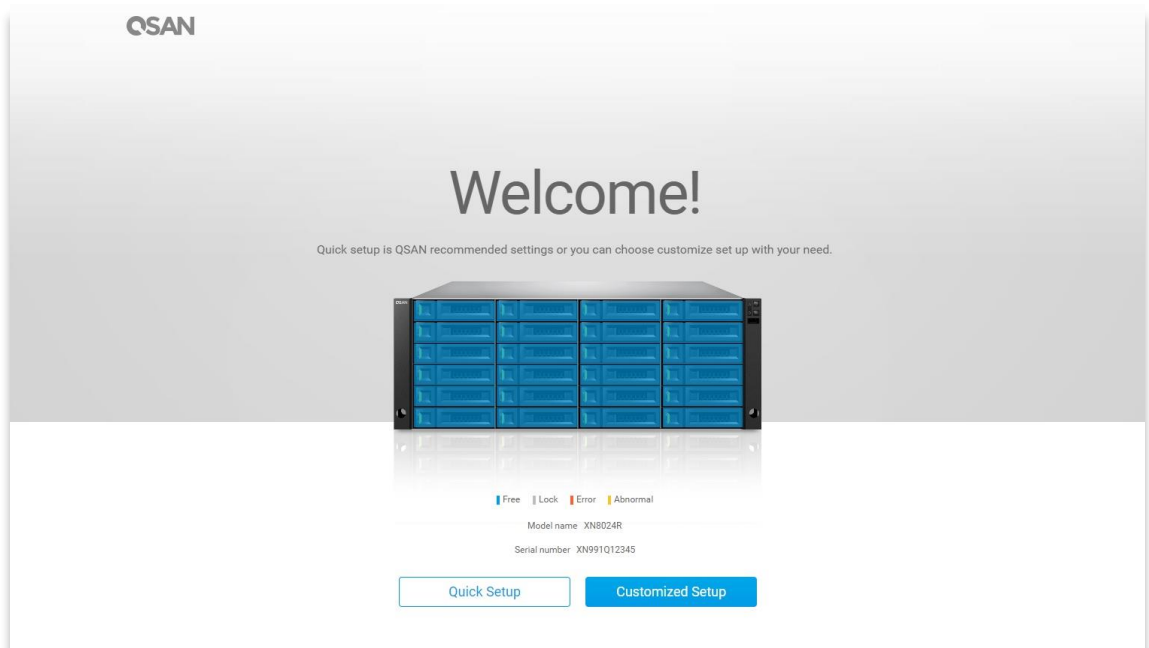 QSAN
Welcome!
Quick setup is QSAN recommended settings or you can choose customize set up with your need.
QSAN
Free Lock Error Abnormal
Model name XN8024R
Serial number XN991Q12345
Quick Setup
Customized Setup